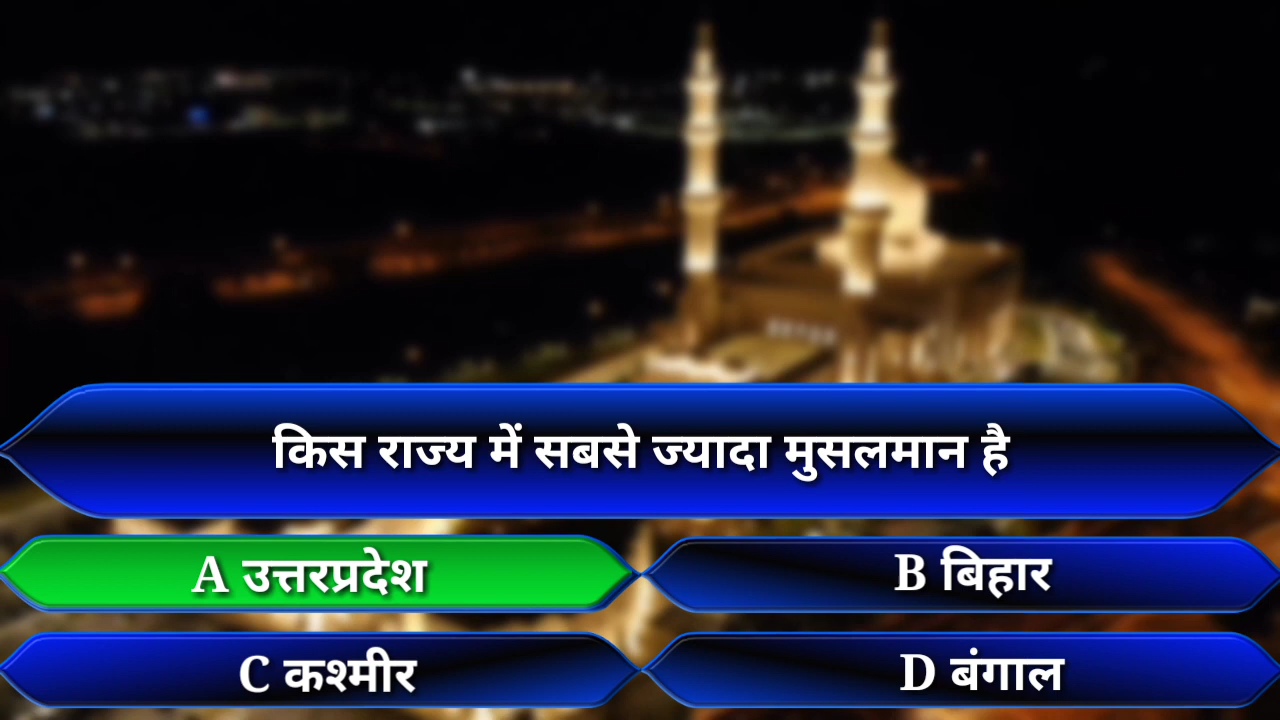 किस राज्य में सबसे ज्यादा मुसलमान है
A उत्तरप्रदेश
B बिहार
C कश्मीर
D बंगाल